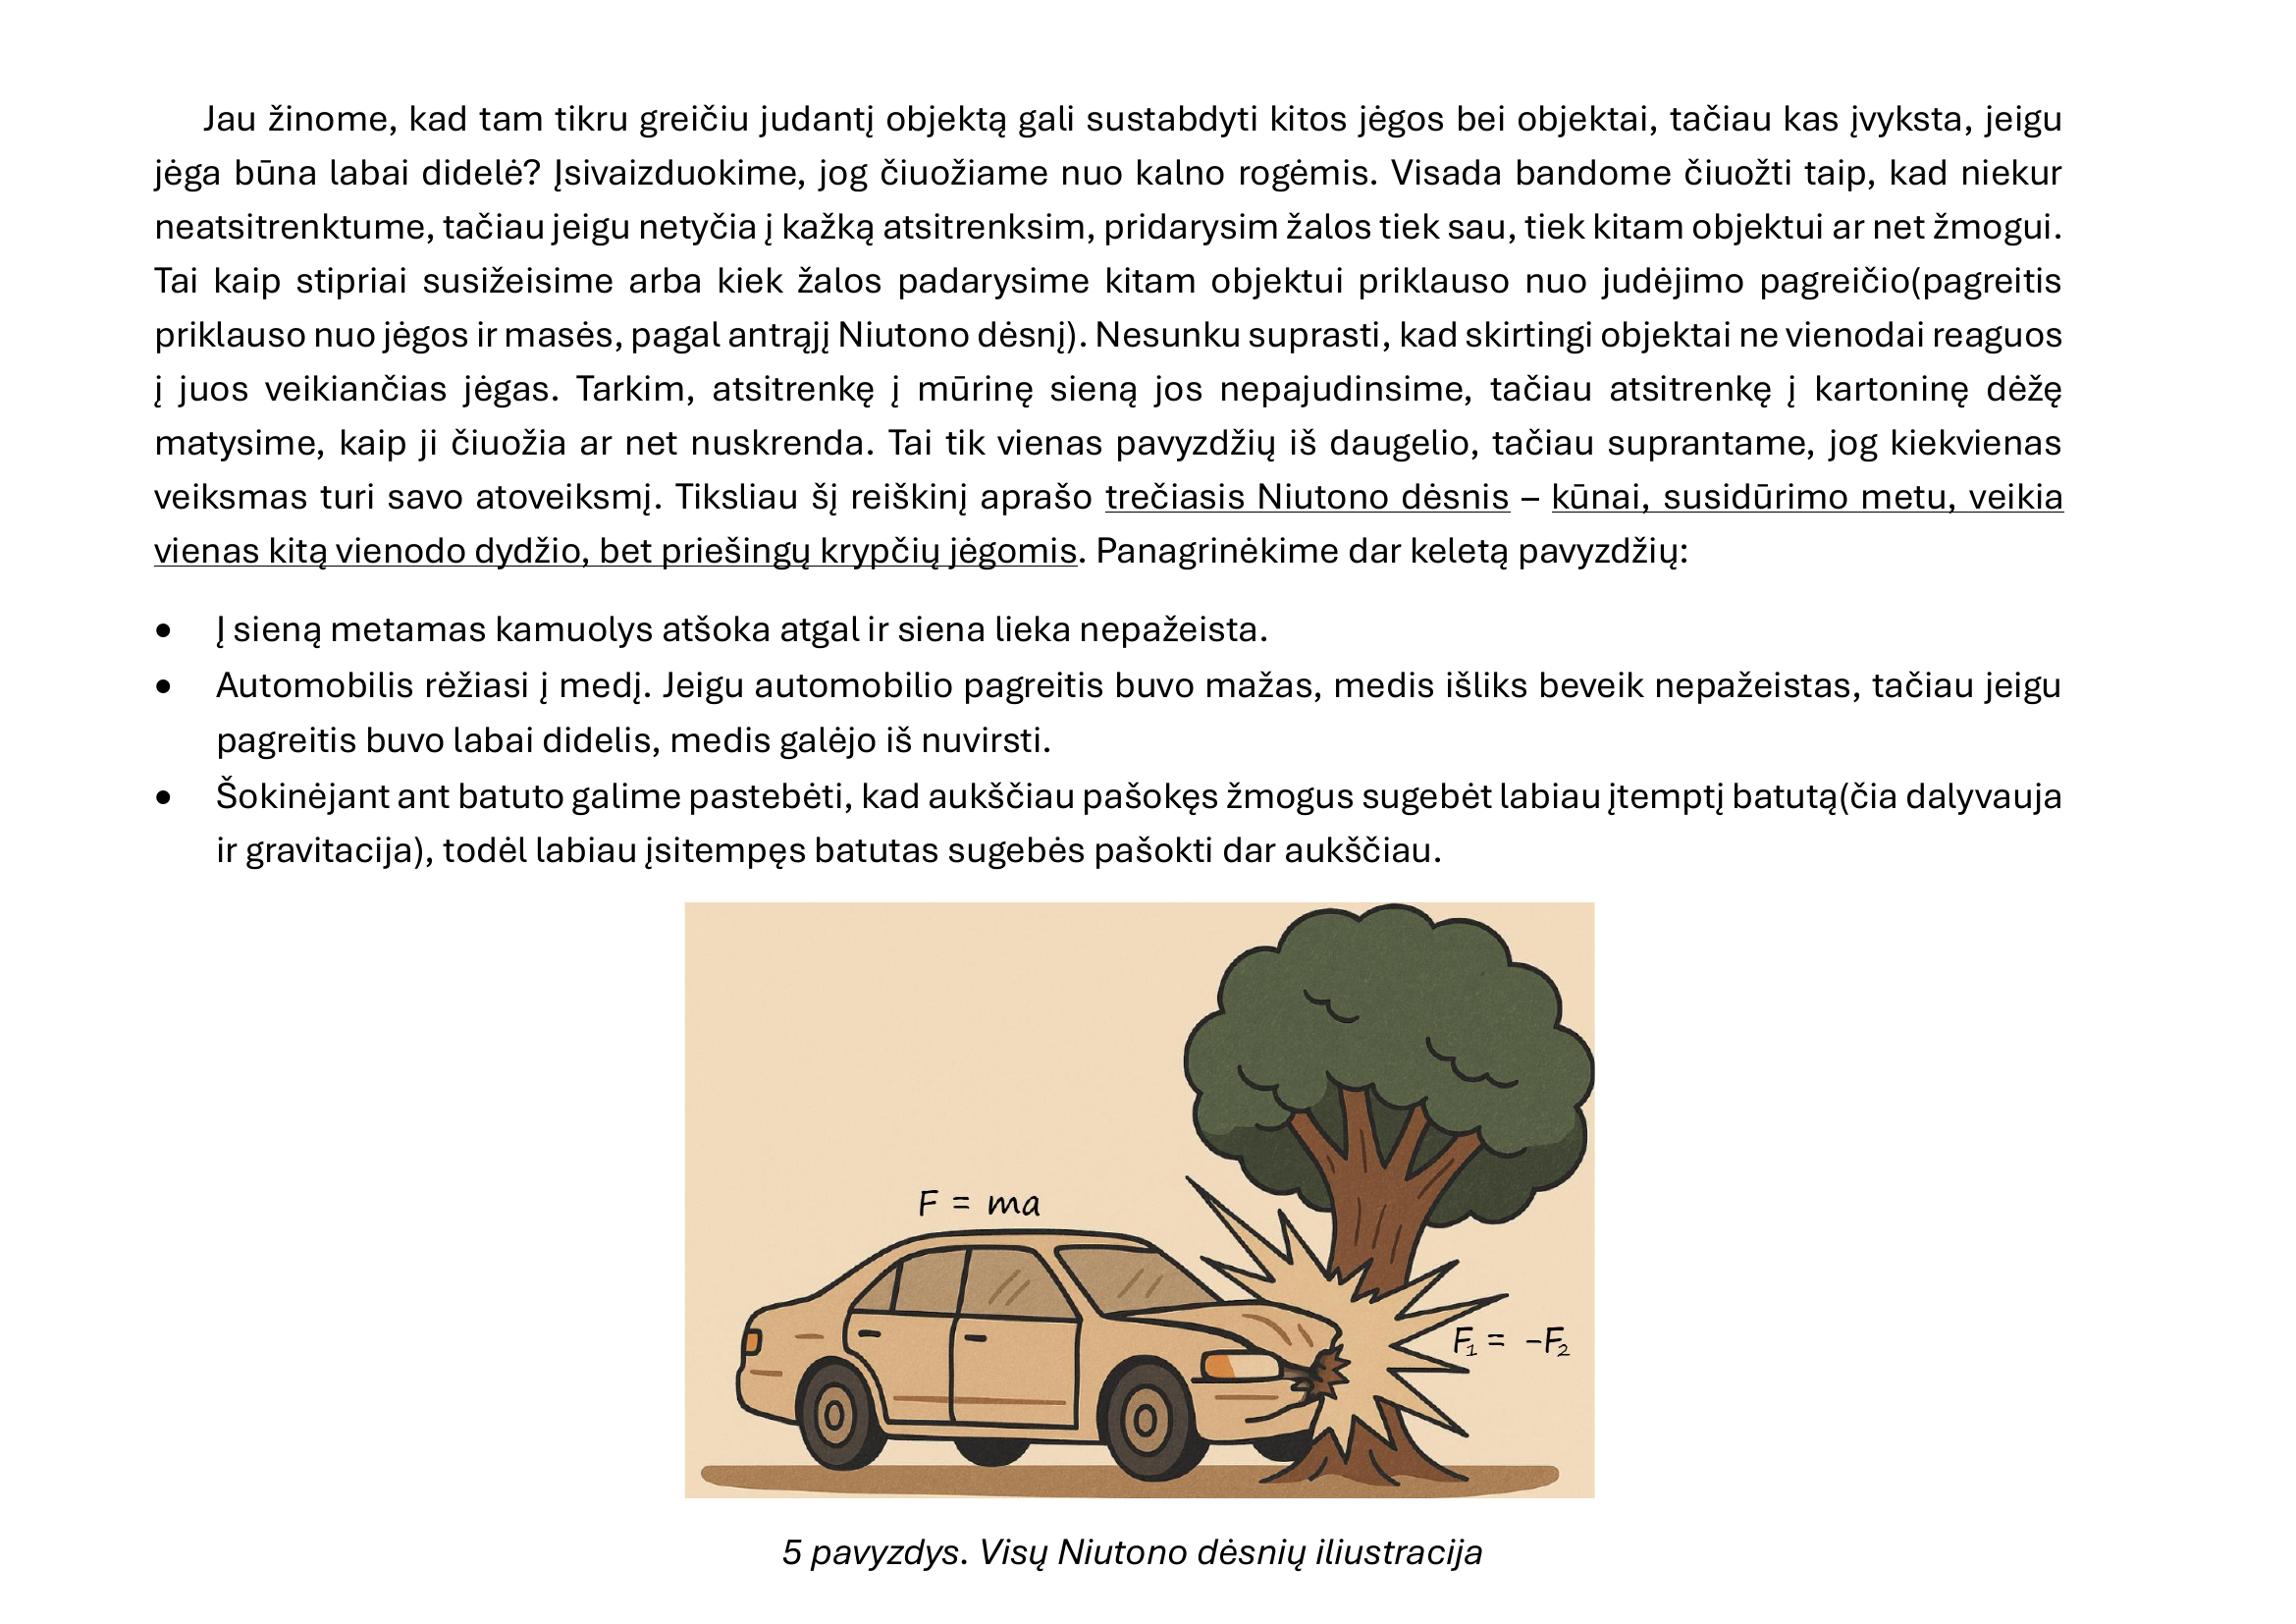 Jau žinome, kad tam tikru greičiu judantį objektą gali sustabdyti kitos jėgos bei objektai, tačiau kas įvyksta, jeigu
jėga būna labai didelė? Įsivaizduokime, jog čiuožiame nuo kalno rogėmis. Visada bandome čiuožti taip, kad niekur
neatsitrenktume, tačiau jeigu netyčia į kažką atsitrenksim, pridarysim žalos tiek sau, tiek kitam objektui ar net žmogui.
Tai kaip stipriai susižeisime arba kiek žalos padarysime kitam objektui priklauso nuo judėjimo pagreičio(pagreitis
priklauso nuo jėgos ir masės, pagal antrąjį Niutono dėsnį). Nesunku suprasti, kad skirtingi objektai ne vienodai reaguos
į juos veikiančias jėgas. Tarkim, atsitrenkę į mūrinę sieną jos nepajudinsime, tačiau atsitrenkę į kartoninę dėžę
matysime, kaip ji čiuožia ar net nuskrenda. Tai tik vienas pavyzdžių iš daugelio, tačiau suprantame, jog kiekvienas
veiksmas turi savo atoveiksmį. Tiksliau šį reiškinį aprašo trečiasis Niutono dėsnis – kūnai, susidūrimo metu, veikia
vienas kitą vienodo dydžio, bet priešingų krypčių jėgomis. Panagrinėkime dar keletą pavyzdžių:
• Į sieną metamas kamuolys atšoka atgal ir siena lieka nepažeista.
• Automobilis rėžiasi į medį. Jeigu automobilio pagreitis buvo mažas, medis išliks beveik nepažeistas, tačiau jeigu
pagreitis buvo labai didelis, medis galėjo iš nuvirsti.
• Šokinėjant ant batuto galime pastebėti, kad aukščiau pašokęs žmogus sugebėt labiau įtemptį batutą(čia dalyvauja
ir gravitacija), todėl labiau įsitempęs batutas sugebės pašokti dar aukščiau.
F = ma
F₁ = -F₂
5 pavyzdys. Visų Niutono dėsnių iliustracija